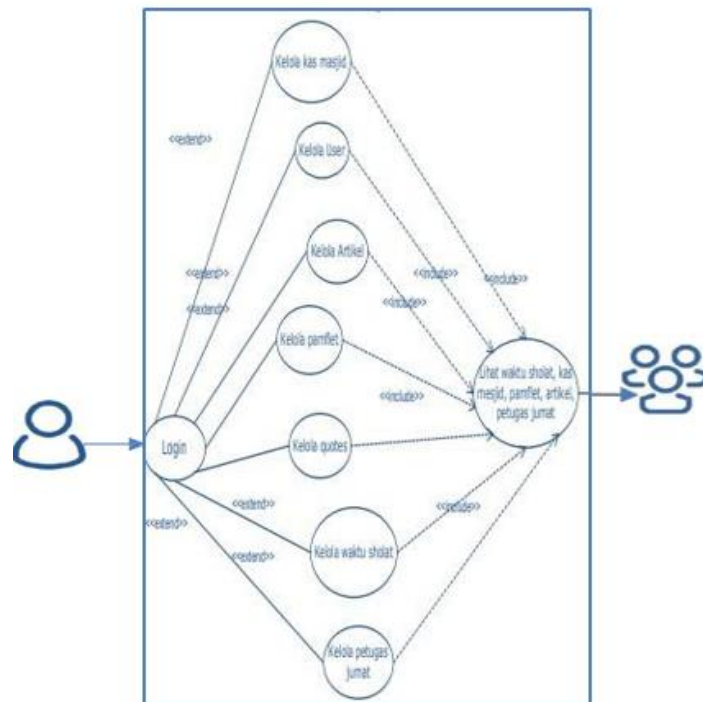 Kelola kas masjid
<<extend>>
Kelola User
Kelola Artikel
<<extend>>
<<include>>
<<include>>
<<extend>>
<<include>>
Kelola pamflet
Lihat waktu sholat, kas
mesjid, pamflet, artikel,
petugas jumat
<<include>>
Login
Kelola quotes
<<extend>>
<<include>>
<<extend>>
Kelola waktu sholat
<<extend>>
Kelola petugas
jumat